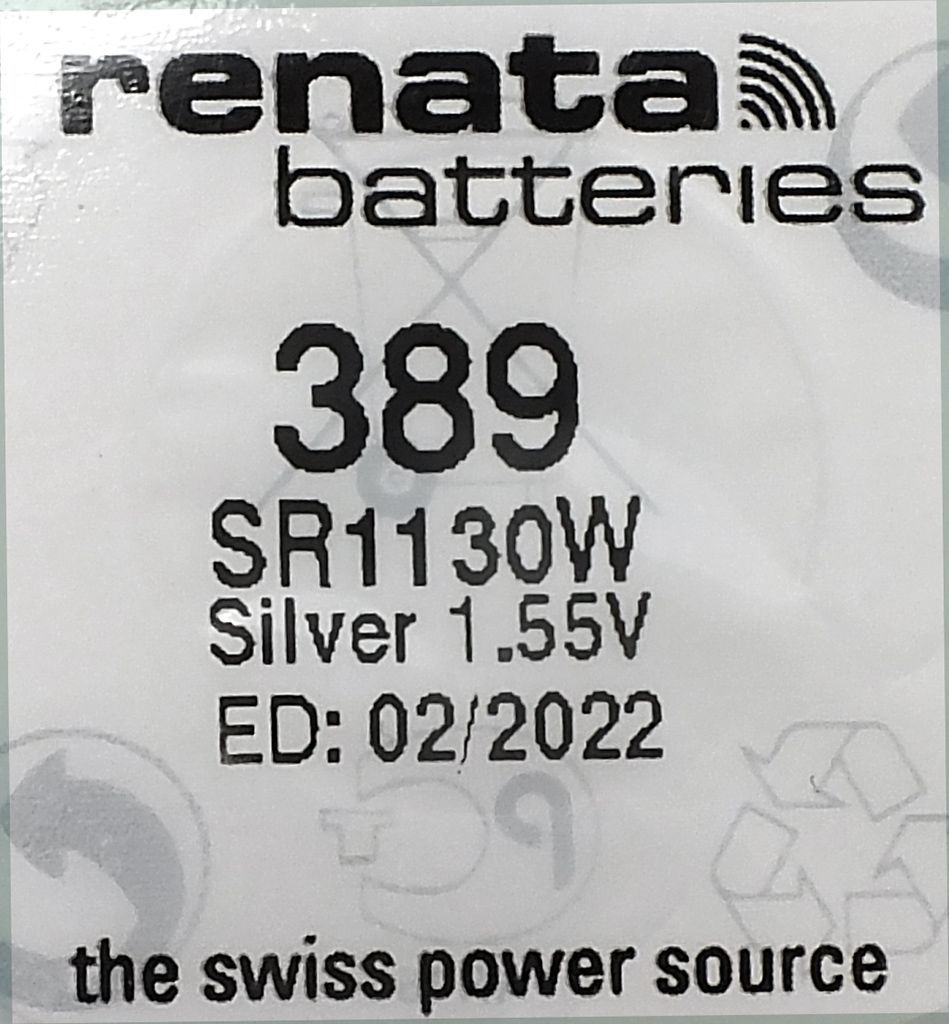 renata
batteries
389
SR1130W
Silver 1.55V
ED: 02/2022
the swiss power source